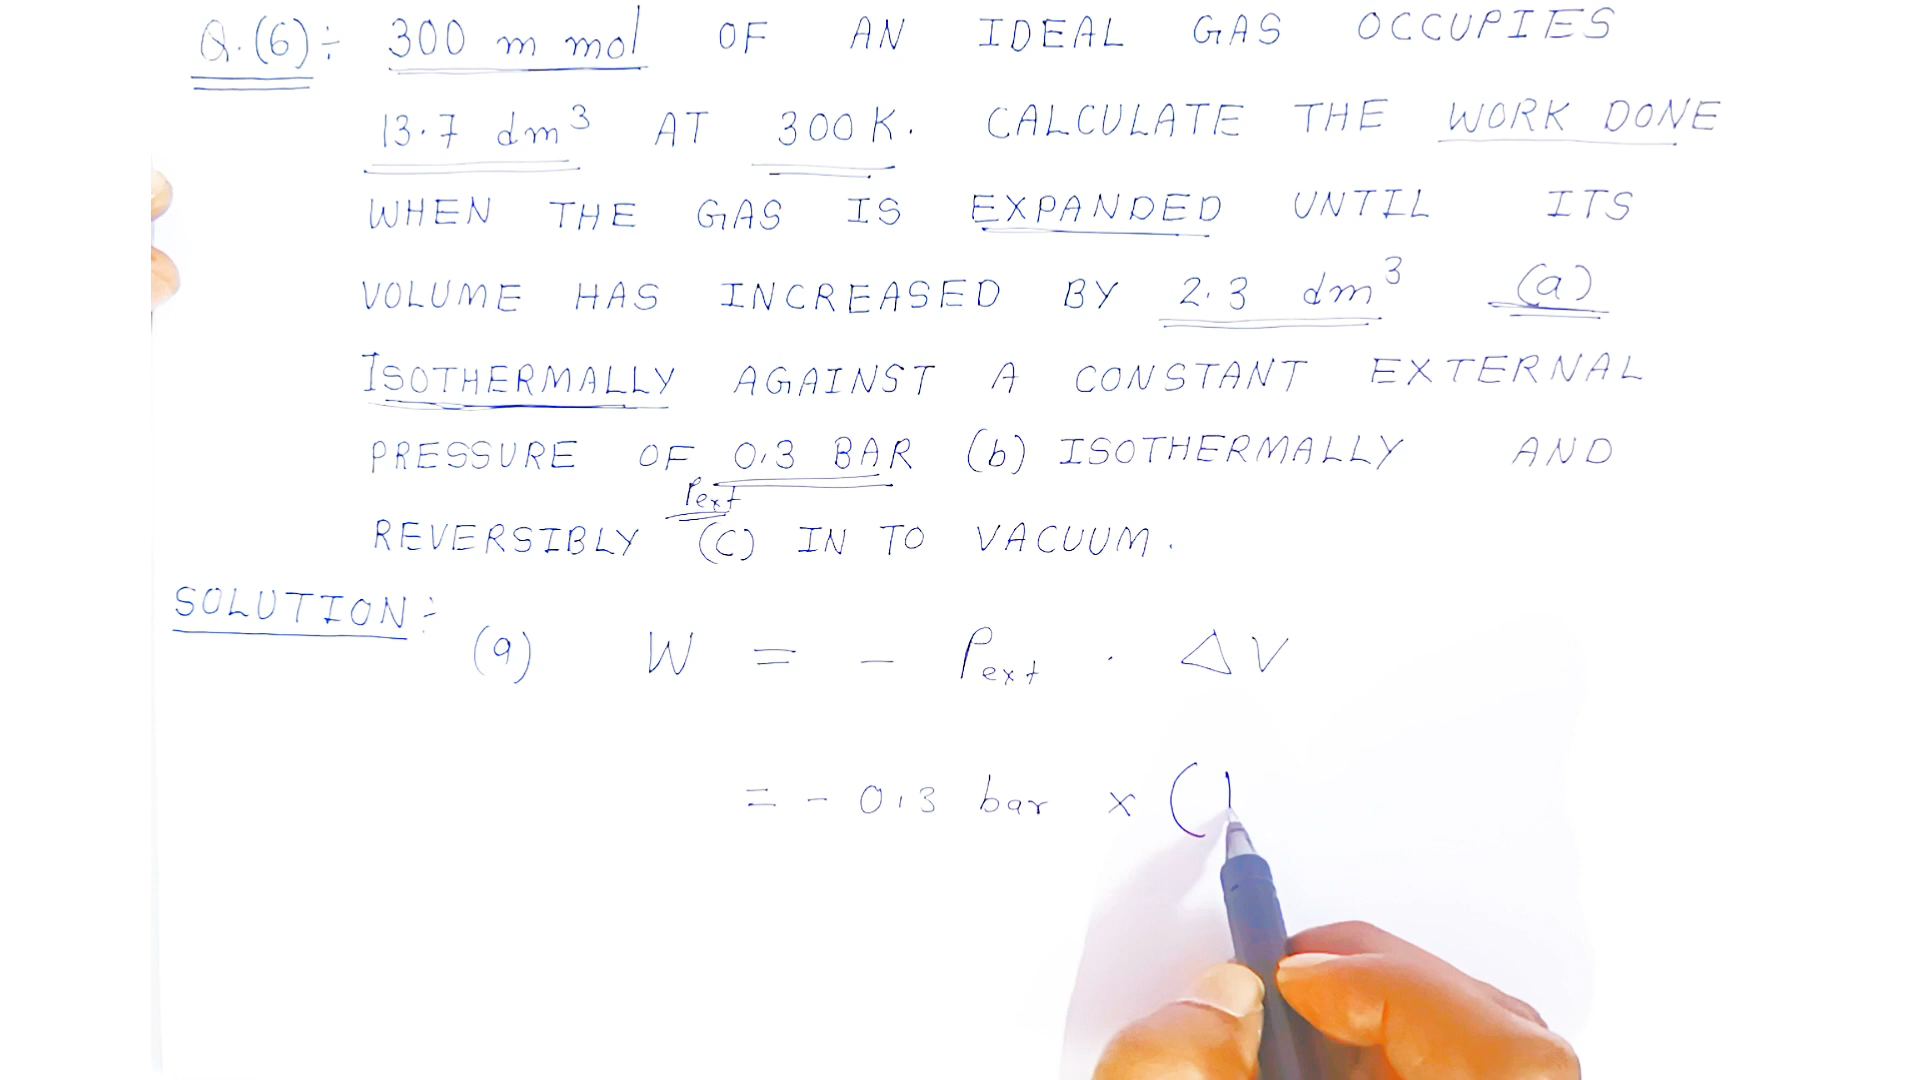 Q.(6):- 300 m mol OF AN IDEAL GAS OCCUPIES
13.7 dm³ AT 300K. CALCULATE THE WORK DONE
WHEN THE GAS IS EXPANDED UNTIL ITS
VOLUME HAS INCREASED BY 2.3 dm³ (a)
ISOTHERMALLY AGAINST A CONSTANT EXTERNAL
PRESSURE OF 0.3 BAR (b) ISOTHERMALLY AND
Pext
REVERSIBLY (C) IN TO VACUUM.
SOLUTION:-
(a) W = - Pext . ΔV
= - 0.3 bar x (